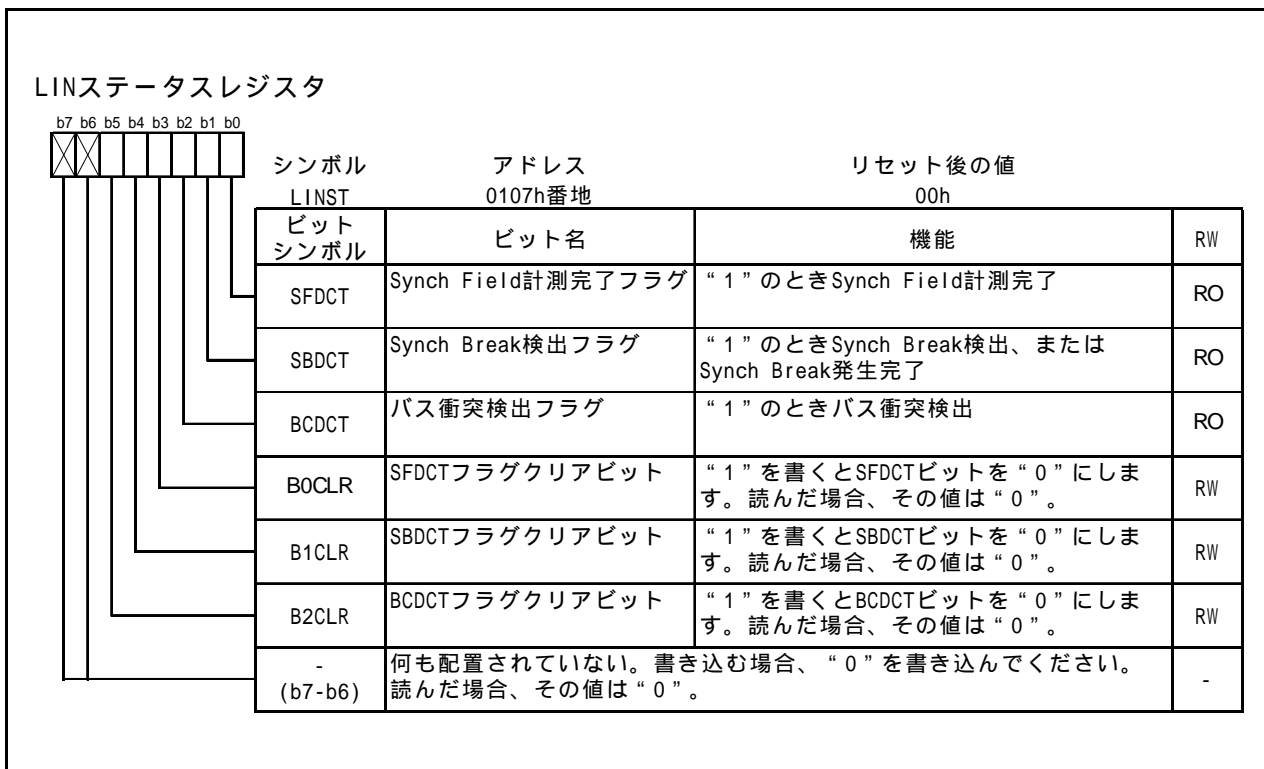 LINステータスレジスタ
b7 b6 b5 b4 b3 b2 b1 b0
シンボル アドレス リセット後の値
LINST 0107h番地 00h
ビット
シンボル ビット名 機能 RW
SFDCT Synch Field計測完了フラグ “1”のときSynch Field計測完了 RO
SBDCT Synch Break検出フラグ “1”のときSynch Break検出、または
Synch Break発生完了 RO
BCDCT バス衝突検出フラグ “1”のときバス衝突検出 RO
B0CLR SFDCTフラグクリアビット “1”を書くとSFDCTビットを“0”にしま
す。読んだ場合、その値は“0”。 RW
B1CLR SBDCTフラグクリアビット “1”を書くとSBDCTビットを“0”にしま
す。読んだ場合、その値は“0”。 RW
B2CLR BCDCTフラグクリアビット “1”を書くとBCDCTビットを“0”にしま
す。読んだ場合、その値は“0”。 RW
-
(b7-b6) 何も配置されていない。書き込む場合、“0”を書き込んでください。
読んだ場合、その値は“0”。 -